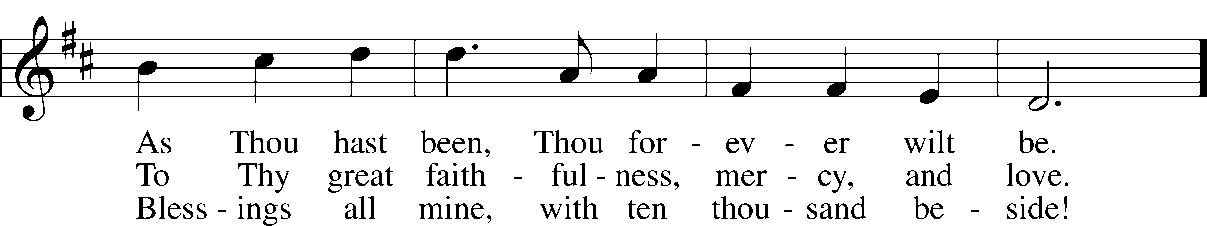 As Thou hast been, Thou for - ev - er wilt be.
To Thy great faith - ful - ness, mer - cy, and love.
Bless - ings all mine, with ten thou - sand be - side!